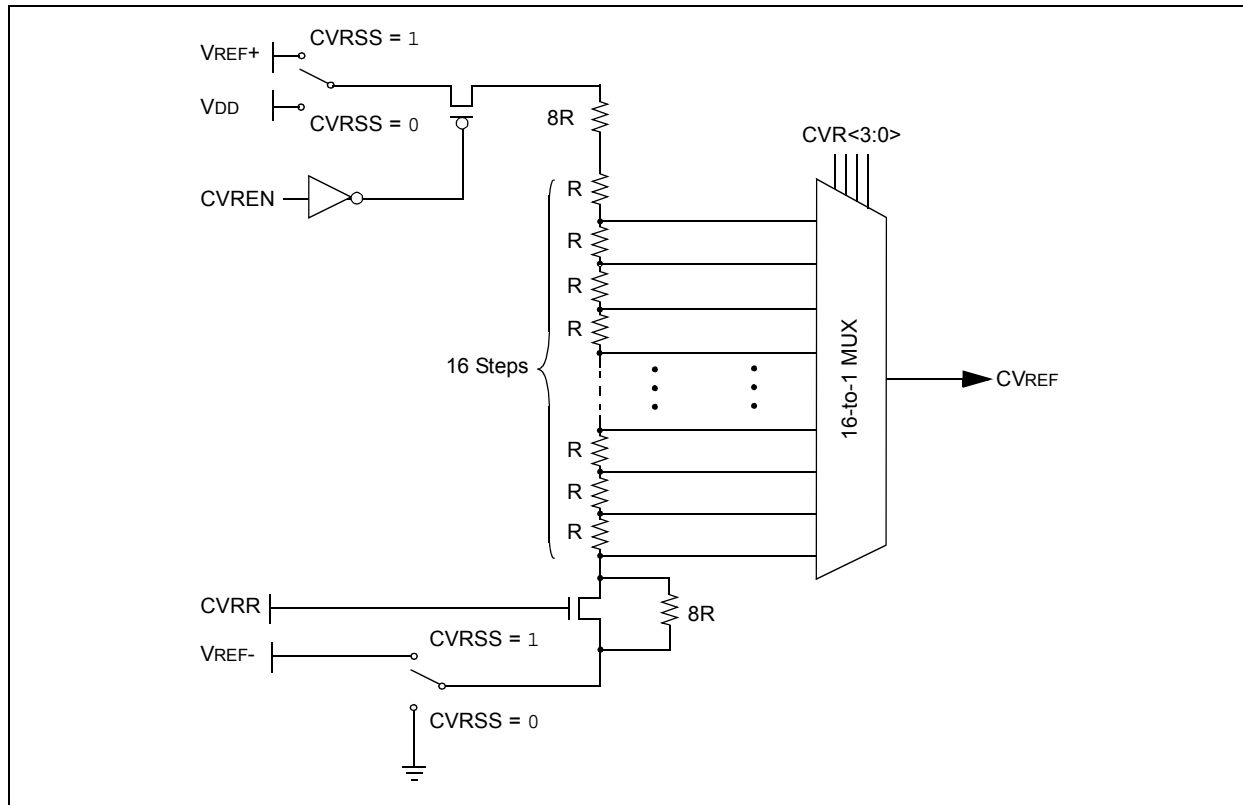 CVRSS = 1
VREF+
VDD
CVRSS = 0
8R
CVR<3:0>
CVREN
R
R
R
R
16 Steps
16-to-1 MUX
CVREF
R
R
R
CVRR
8R
CVRSS = 1
VREF-
CVRSS = 0